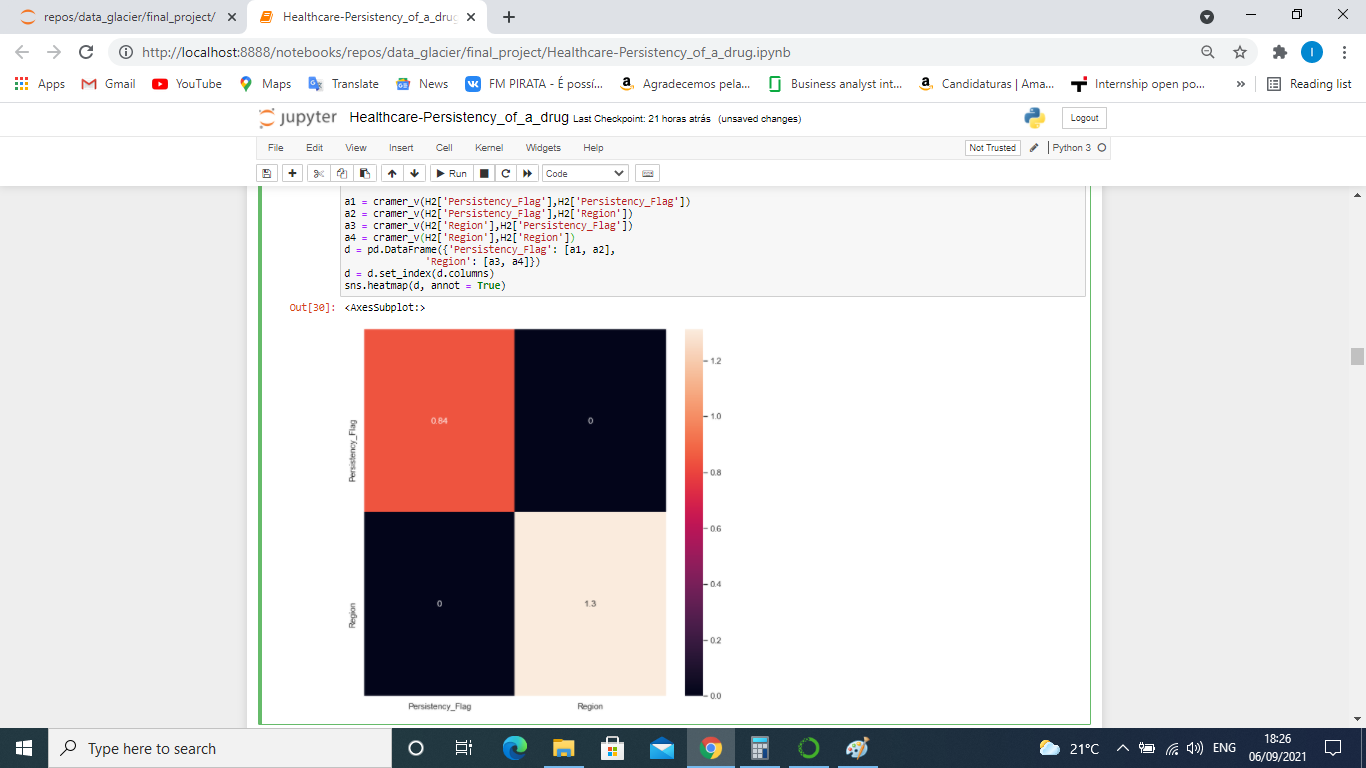 repos/data_glacier/final_project/
Healthcare-Persistency_of_a_drug
http://localhost:8888/notebooks/repos/data_glacier/final_project/Healthcare-Persistency_of_a_drug.ipynb
Apps Gmail YouTube Maps Translate News FM PIRATA - É possí... Agradecemos pela... Business analyst int... Candidaturas | Ama... Internship open po... » Reading list
jupyter Healthcare-Persistency_of_a_drug Last Checkpoint: 21 horas atrás (unsaved changes) Logout
File Edit View Insert Cell Kernel Widgets Help Not Trusted Python 3
Run Code
a1 = cramer_v(H2['Persistency_Flag'],H2['Persistency_Flag'])
a2 = cramer_v(H2['Persistency_Flag'],H2['Region'])
a3 = cramer_v(H2['Region'],H2['Persistency_Flag'])
a4 = cramer_v(H2['Region'],H2['Region'])
d = pd.DataFrame({'Persistency_Flag': [a1, a2],
'Region': [a3, a4]})
d = d.set_index(d.columns)
sns.heatmap(d, annot = True)
Out[30]: <AxesSubplot:>
1.2
1.0
0.8
0.6
0.4
0.2
0.0
Persistency_Flag
0.84 0
Region
0 1.3
Persistency_Flag Region
Type here to search
21°C ENG 18:26
06/09/2021